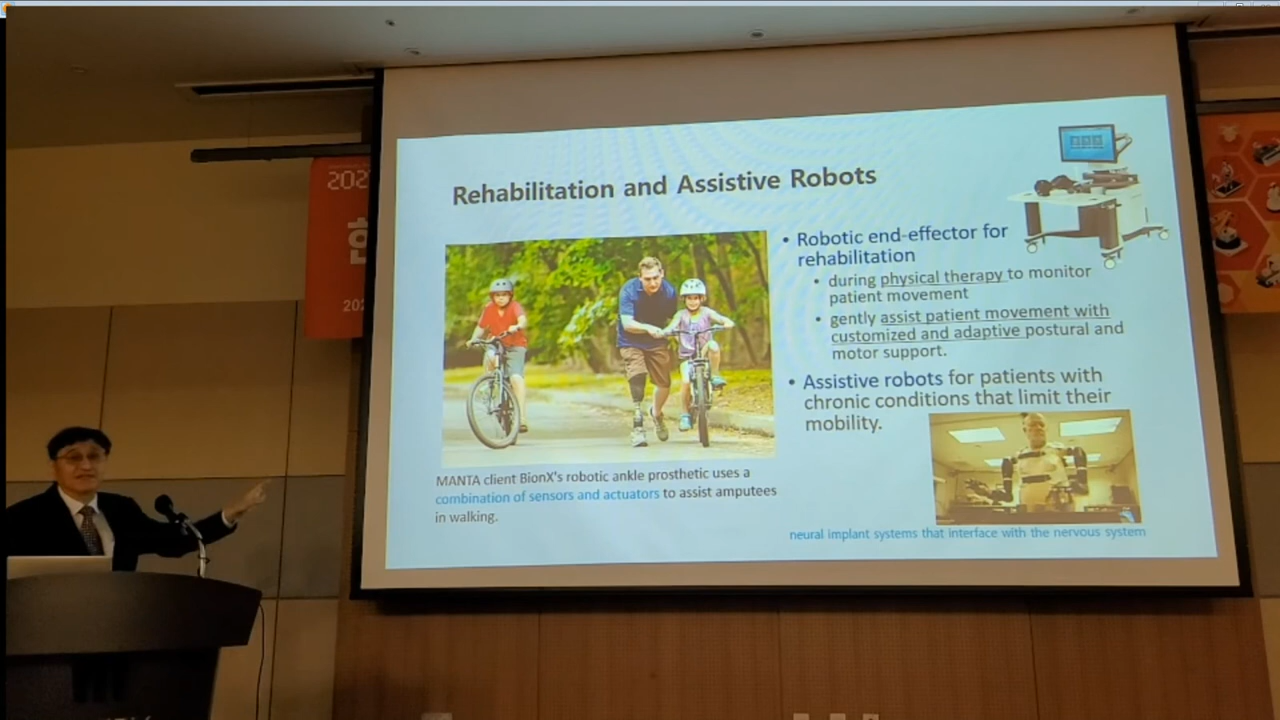 202
한
202
Rehabilitation and Assistive Robots
• Robotic end-effector for
rehabilitation
• during physical therapy to monitor
patient movement
• gently assist patient movement with
customized and adaptive postural and
motor support.
• Assistive robots for patients with
chronic conditions that limit their
mobility.
MANTA client BionX's robotic ankle prosthetic uses a
combination of sensors and actuators to assist amputees
in walking.
neural implant systems that interface with the nervous system